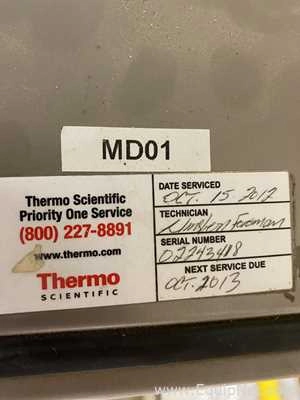 MD01
Thermo Scientific
Priority One Service
(800) 227-8891
www.thermo.com
Thermo
SCIENTIFIC
DATE SERVICED
OCT. 15 2012
TECHNICIAN
SERIAL NUMBER
02243418
NEXT SERVICE DUE
OCT. 2013